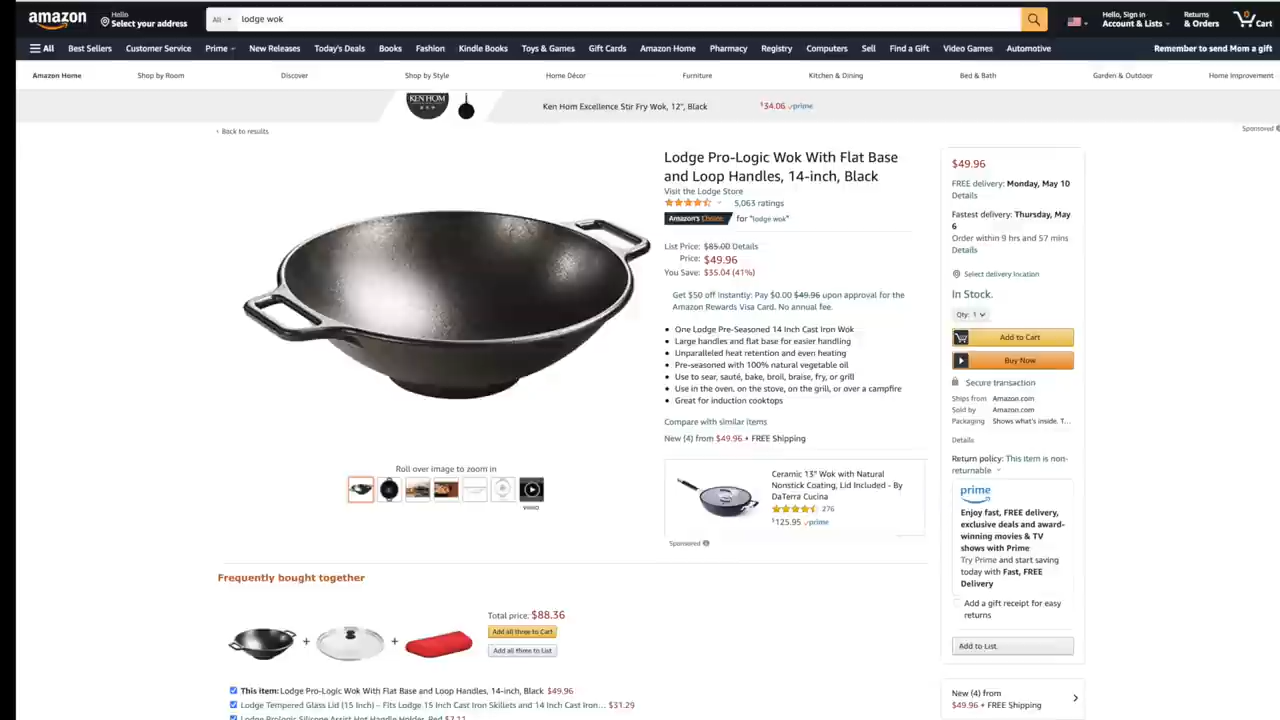 amazon
Hello
Select your address
All
lodge wok
Hello, Sign in
Account & Lists
Returns
& Orders
0
Cart
All
Best Sellers
Customer Service
Prime
New Releases
Today's Deals
Books
Fashion
Kindle Books
Toys & Games
Gift Cards
Amazon Home
Pharmacy
Registry
Computers
Sell
Find a Gift
Video Games
Automotive
Remember to send Mom a gift
Amazon Home
Shop by Room
Discover
Shop by Style
Home Décor
Furniture
Kitchen & Dining
Bed & Bath
Garden & Outdoor
Home Improvement
KEN HOM
Ken Hom Excellence Stir Fry Wok, 12", Black
$34.06 prime
‹ Back to results
Sponsored
Lodge Pro-Logic Wok With Flat Base
and Loop Handles, 14-inch, Black
Visit the Lodge Store
5,063 ratings
Amazon's Choice
for "lodge wok"
List Price: $85.00 Details
Price: $49.96
You Save: $35.04 (41%)
Get $50 off instantly: Pay $0.00 $49.96 upon approval for the
Amazon Rewards Visa Card. No annual fee.
One Lodge Pre-Seasoned 14 Inch Cast Iron Wok
Large handles and flat base for easier handling
Unparalleled heat retention and even heating
Pre-seasoned with 100% natural vegetable oil
Use to sear, sauté, bake, broil, braise, fry, or grill
Use in the oven, on the stove, on the grill, or over a campfire
Great for induction cooktops
Compare with similar items
New (4) from $49.96 + FREE Shipping
Roll over image to zoom in
VIDEO
Ceramic 13" Wok with Natural
Nonstick Coating, Lid Included - By
DaTerra Cucina
276
$125.95 prime
Sponsored
$49.96
FREE delivery: Monday, May 10
Details
Fastest delivery: Thursday, May
6
Order within 9 hrs and 57 mins
Details
Select delivery location
In Stock.
Qty: 1
Add to Cart
Buy Now
Secure transaction
Ships from Amazon.com
Sold by Amazon.com
Packaging Shows what's inside. T...
Details
Return policy: This item is non-
returnable
prime
Enjoy fast, FREE delivery,
exclusive deals and award-
winning movies & TV
shows with Prime
Try Prime and start saving
today with Fast, FREE
Delivery
Add a gift receipt for easy
returns
Add to List
New (4) from
$49.96 + FREE Shipping
Frequently bought together
+
+
Total price: $88.36
Add all three to Cart
Add all three to List
This item: Lodge Pro-Logic Wok With Flat Base and Loop Handles, 14-inch, Black $49.96
Lodge Tempered Glass Lid (15 Inch) – Fits Lodge 15 Inch Cast Iron Skillets and 14 Inch Cast Iron... $31.29
Lodge Prologic Silicone Assist Hot Handle Holder, Red $7.11